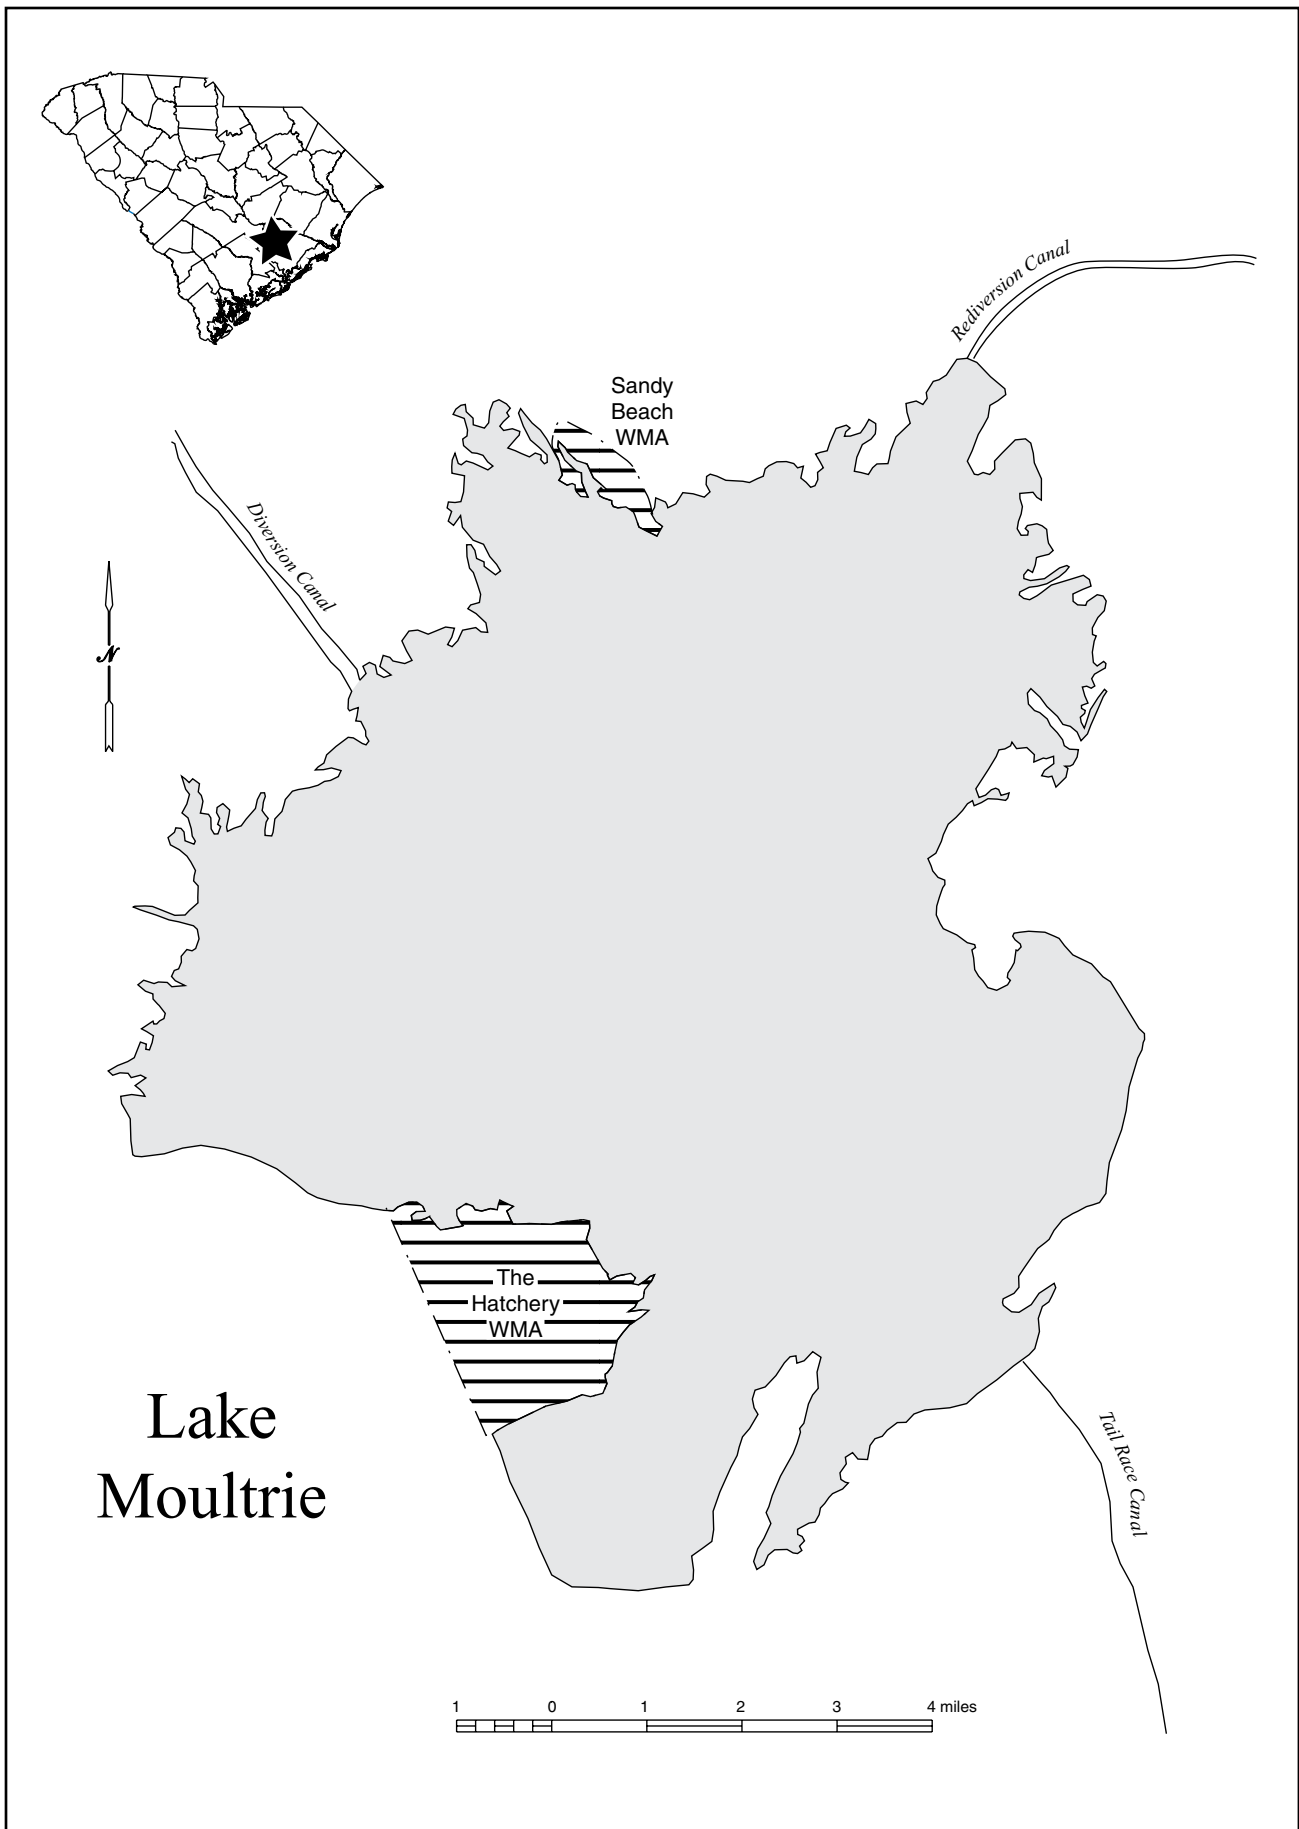 Rediversion Canal
Sandy
Beach
WMA
Diversion Canal
N
The
Hatchery
WMA
Lake
Moultrie
Tail Race Canal
1 0 1 2 3 4 miles